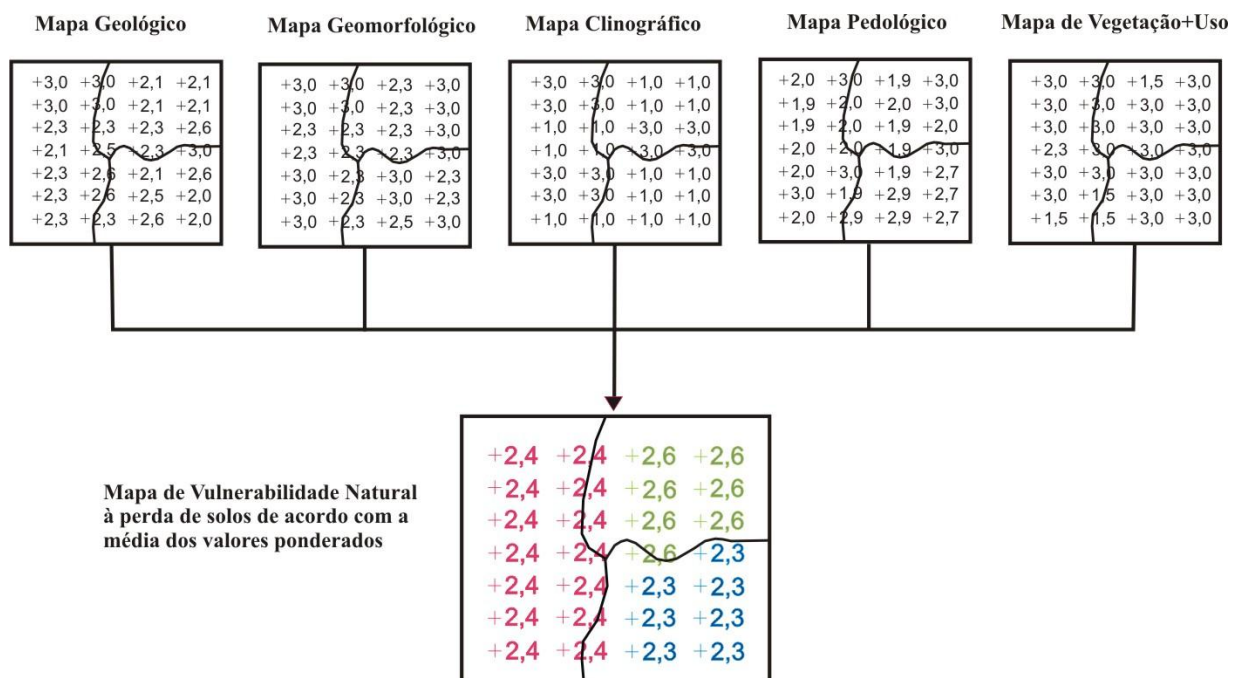 Mapa Geológico
+3,0 +3,0 +2,1 +2,1
+3,0 +3,0 +2,1 +2,1
+2,3 +2,3 +2,3 +2,6
+2,1 +2,5 +2,3 +3,0
+2,3 +2,6 +2,1 +2,6
+2,3 +2,6 +2,5 +2,0
+2,3 +2,3 +2,6 +2,0
Mapa Geomorfológico
+3,0 +3,0 +2,3 +3,0
+3,0 +3,0 +2,3 +3,0
+2,3 +2,3 +2,3 +3,0
+2,3 +2,3 +2,3 +3,0
+3,0 +2,3 +3,0 +2,3
+3,0 +2,3 +3,0 +2,3
+3,0 +2,3 +2,5 +3,0
Mapa Clinográfico
+3,0 +3,0 +1,0 +1,0
+3,0 +3,0 +1,0 +1,0
+1,0 +1,0 +3,0 +3,0
+1,0 +1,0 +3,0 +3,0
+3,0 +3,0 +1,0 +1,0
+3,0 +3,0 +1,0 +1,0
+1,0 +1,0 +1,0 +1,0
Mapa Pedológico
+2,0 +3,0 +1,9 +3,0
+1,9 +2,0 +2,0 +3,0
+1,9 +2,0 +1,9 +2,0
+2,0 +2,0 +1,9 +3,0
+2,0 +3,0 +1,9 +2,7
+3,0 +1,9 +2,9 +2,7
+2,0 +2,9 +2,9 +2,7
Mapa de Vegetação+Uso
+3,0 +3,0 +1,5 +3,0
+3,0 +3,0 +3,0 +3,0
+3,0 +3,0 +3,0 +3,0
+2,3 +3,0 +3,0 +3,0
+3,0 +3,0 +3,0 +3,0
+3,0 +1,5 +3,0 +3,0
+1,5 +1,5 +3,0 +3,0
Mapa de Vulnerabilidade Natural
à perda de solos de acordo com a
média dos valores ponderados
+2,4 +2,4 +2,6 +2,6
+2,4 +2,4 +2,6 +2,6
+2,4 +2,4 +2,6 +2,6
+2,4 +2,4 +2,6 +2,3
+2,4 +2,4 +2,3 +2,3
+2,4 +2,4 +2,3 +2,3
+2,4 +2,4 +2,3 +2,3